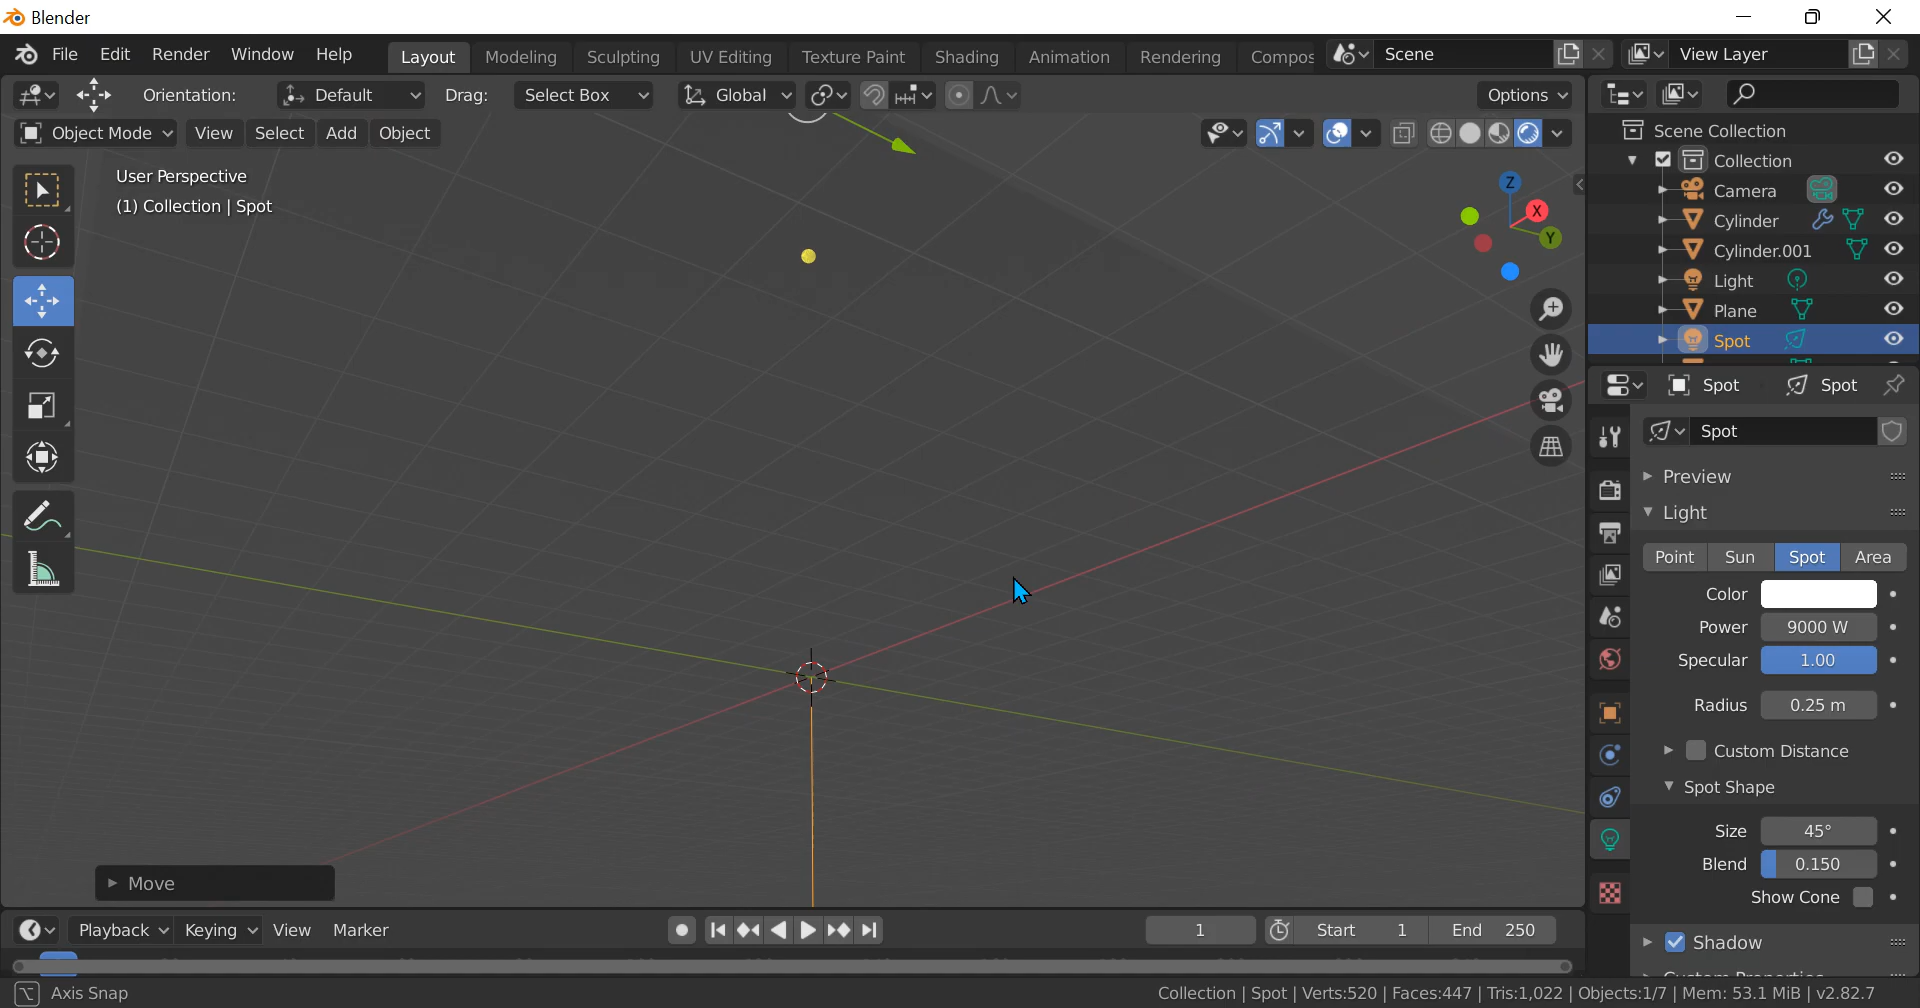 Blender
File Edit Render Window Help Layout Modeling Sculpting UV Editing Texture Paint Shading Animation Rendering Compos Scene View Layer
Orientation: Default Drag: Select Box Global Options
Object Mode View Select Add Object
User Perspective
(1) Collection | Spot
Z
X
Y
Scene Collection
Collection
Camera
Cylinder
Cylinder.001
Light
Plane
Spot
Spot Spot
Spot
Preview
Light
Point Sun Spot Area
Color
Power 9000 W
Specular 1.00
Radius 0.25 m
Custom Distance
Spot Shape
Size 45°
Blend 0.150
Show Cone
Shadow
Move
Playback Keying View Marker 1 Start 1 End 250
Axis Snap
Collection | Spot | Verts:520 | Faces:447 | Tris:1,022 | Objects:1/7 | Mem: 53.1 MiB | v2.82.7